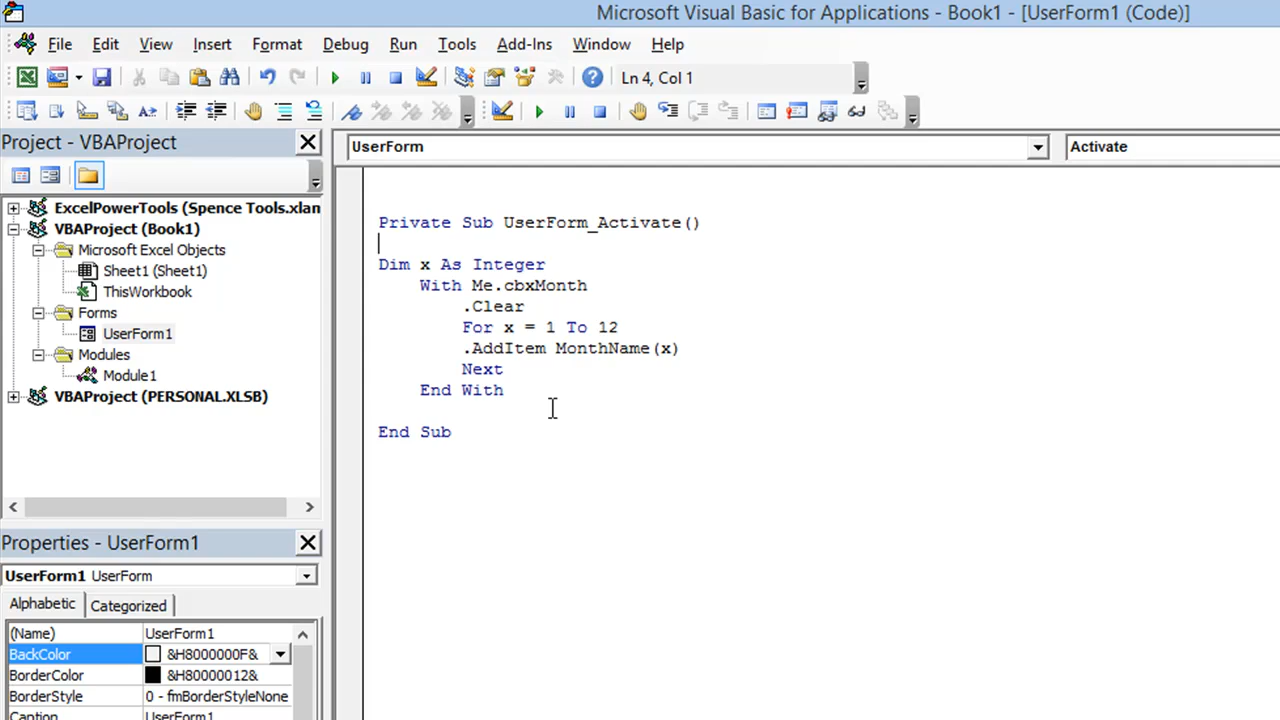 Microsoft Visual Basic for Applications - Book1 - [UserForm1 (Code)]
File Edit View Insert Format Debug Run Tools Add-Ins Window Help
Ln 4, Col 1
Project - VBAProject
UserForm Activate
ExcelPowerTools (Spence Tools.xlam
VBAProject (Book1)
Microsoft Excel Objects
Sheet1 (Sheet1)
ThisWorkbook
Forms
UserForm1
Modules
Module1
VBAProject (PERSONAL.XLSB)
Private Sub UserForm_Activate()
Dim x As Integer
With Me.cbxMonth
.Clear
For x = 1 To 12
.AddItem MonthName(x)
Next
End With
End Sub
Properties - UserForm1
UserForm1 UserForm
Alphabetic Categorized
(Name) UserForm1
BackColor &H8000000F&
BorderColor &H80000012&
BorderStyle 0 - fmBorderStyleNone
Caption UserForm1